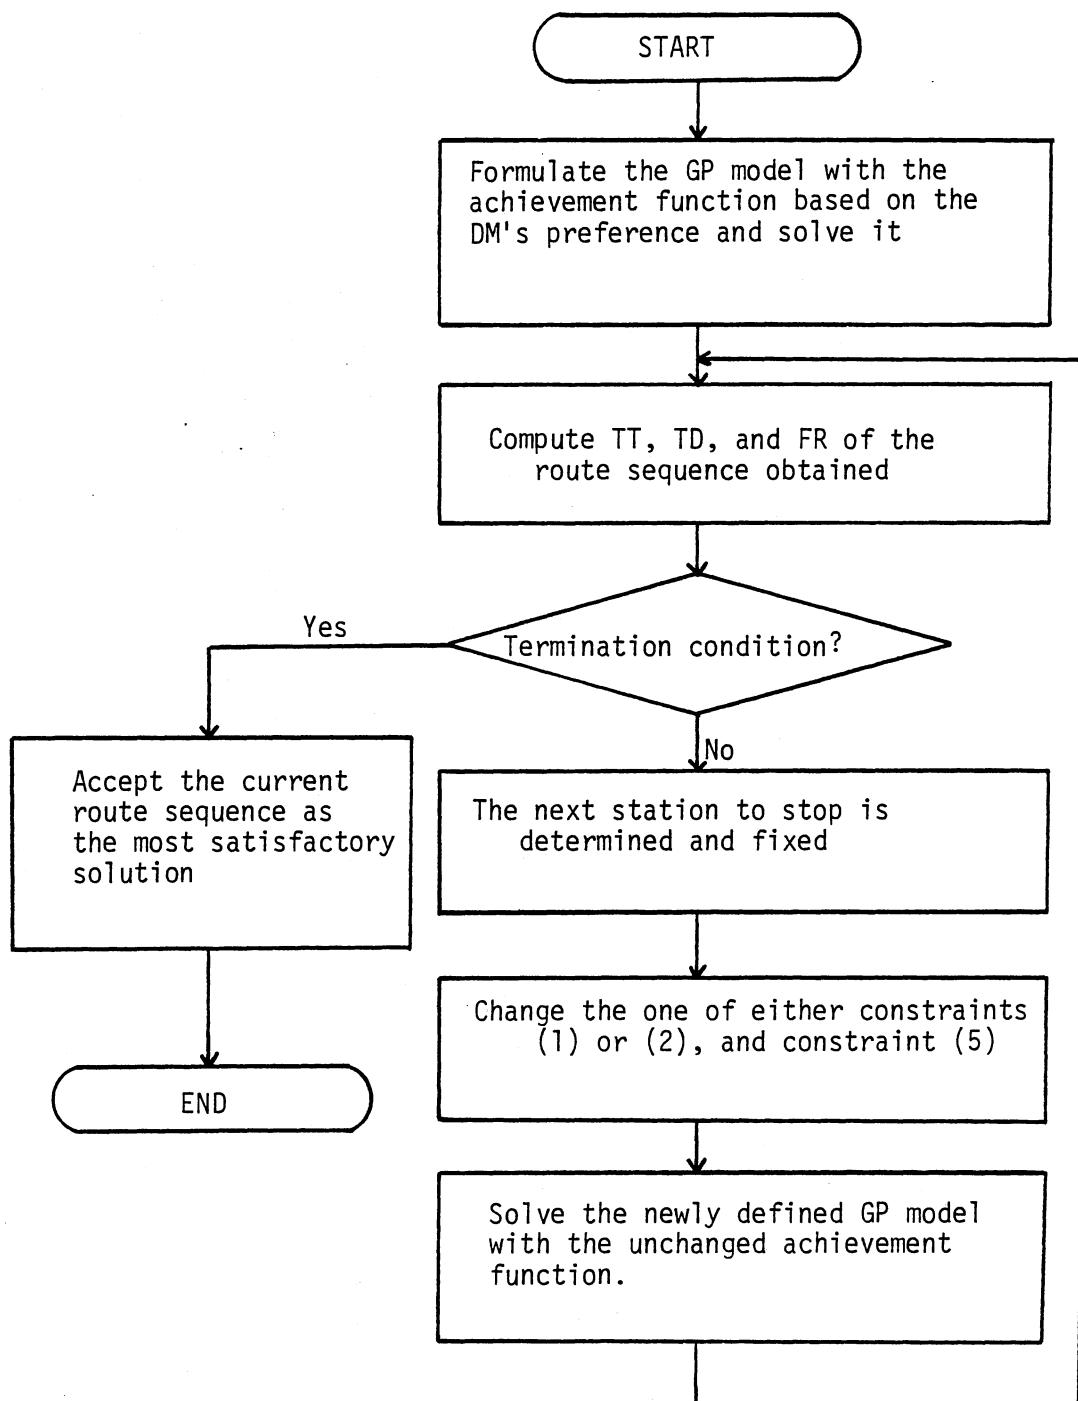 START
Formulate the GP model with the
achievement function based on the
DM's preference and solve it
Compute TT, TD, and FR of the
route sequence obtained
Termination condition?
Yes
No
Accept the current
route sequence as
the most satisfactory
solution
END
The next station to stop is
determined and fixed
Change the one of either constraints
(1) or (2), and constraint (5)
Solve the newly defined GP model
with the unchanged achievement
function.